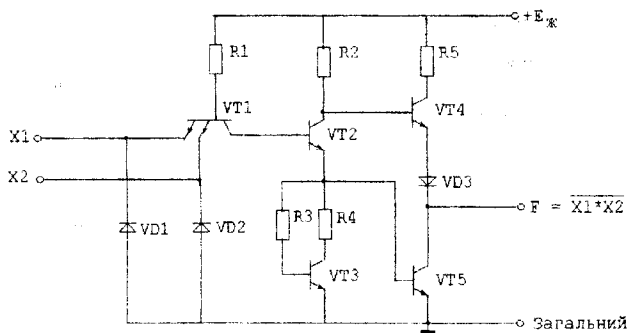 +Eж
R1
R2
R5
VT1
VT4
X1
VT2
X2
VD3
F = X1*X2
R3
R4
VD1
VD2
VT3
VT5
Загальний